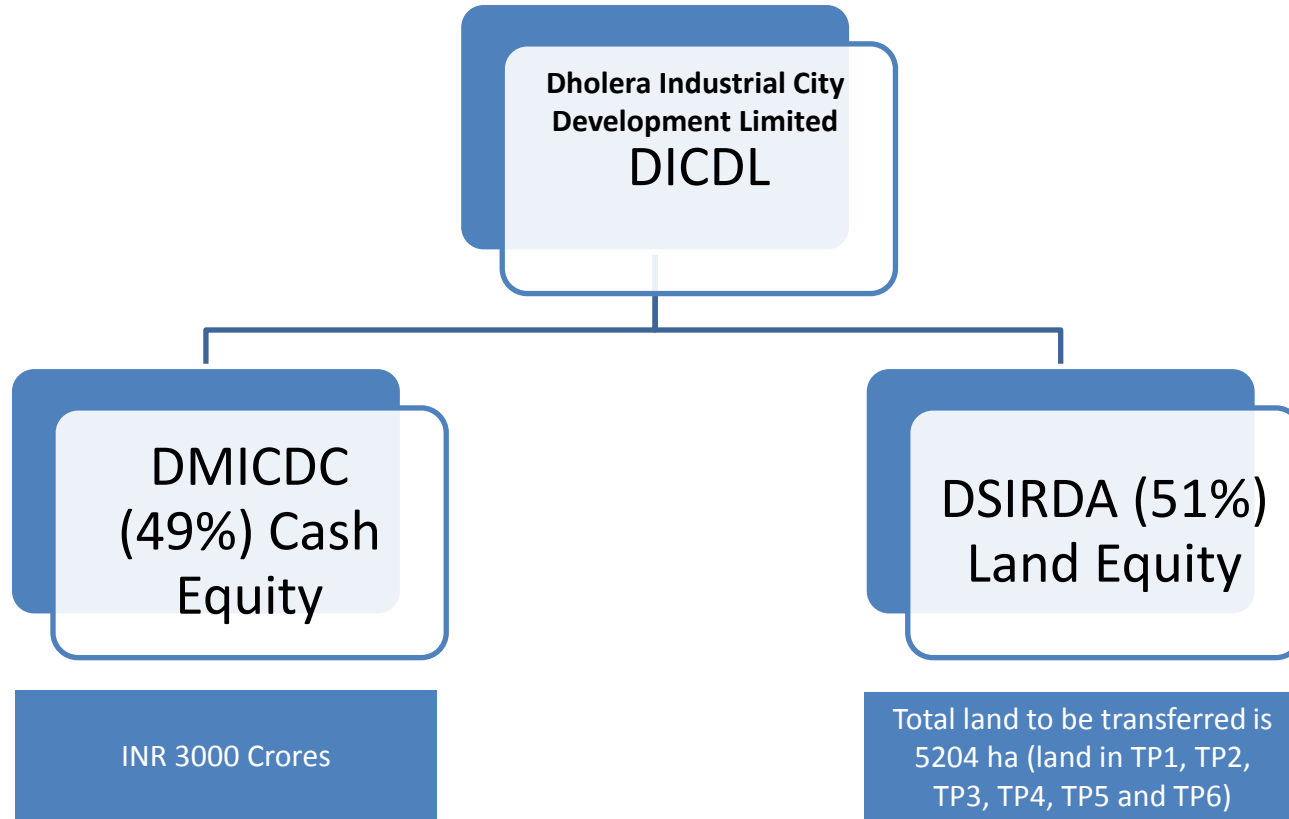 Dholera Industrial City
Development Limited
DICDL
DMICDC
(49%) Cash
Equity
DSIRDA (51%)
Land Equity
INR 3000 Crores
Total land to be transferred is
5204 ha (land in TP1, TP2,
TP3, TP4, TP5 and TP6)